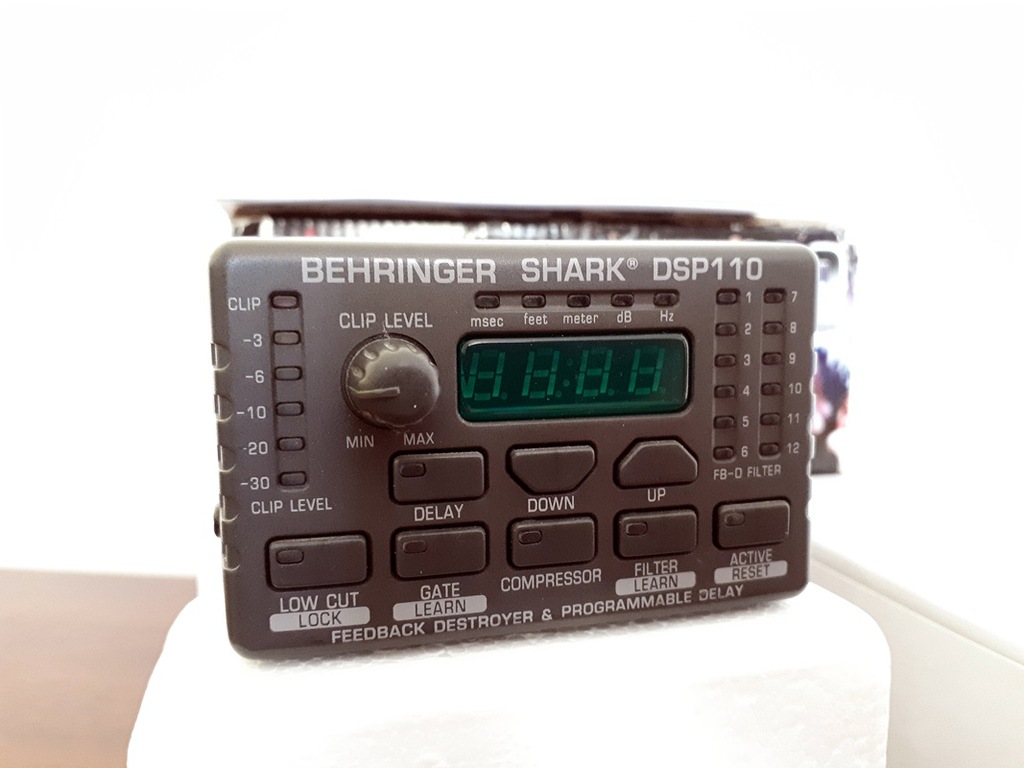 BEHRINGER SHARK® DSP110
CLIP
-3
-6
-10
-20
-30
CLIP LEVEL
CLIP LEVEL
MIN MAX
msec feet meter dB Hz
1 7
2 8
3 9
4 10
5 11
6 12
FB-D FILTER
DELAY
DOWN
UP
LOW CUT
LOCK
GATE
LEARN
COMPRESSOR
FILTER
LEARN
ACTIVE
RESET
FEEDBACK DESTROYER & PROGRAMMABLE DELAY